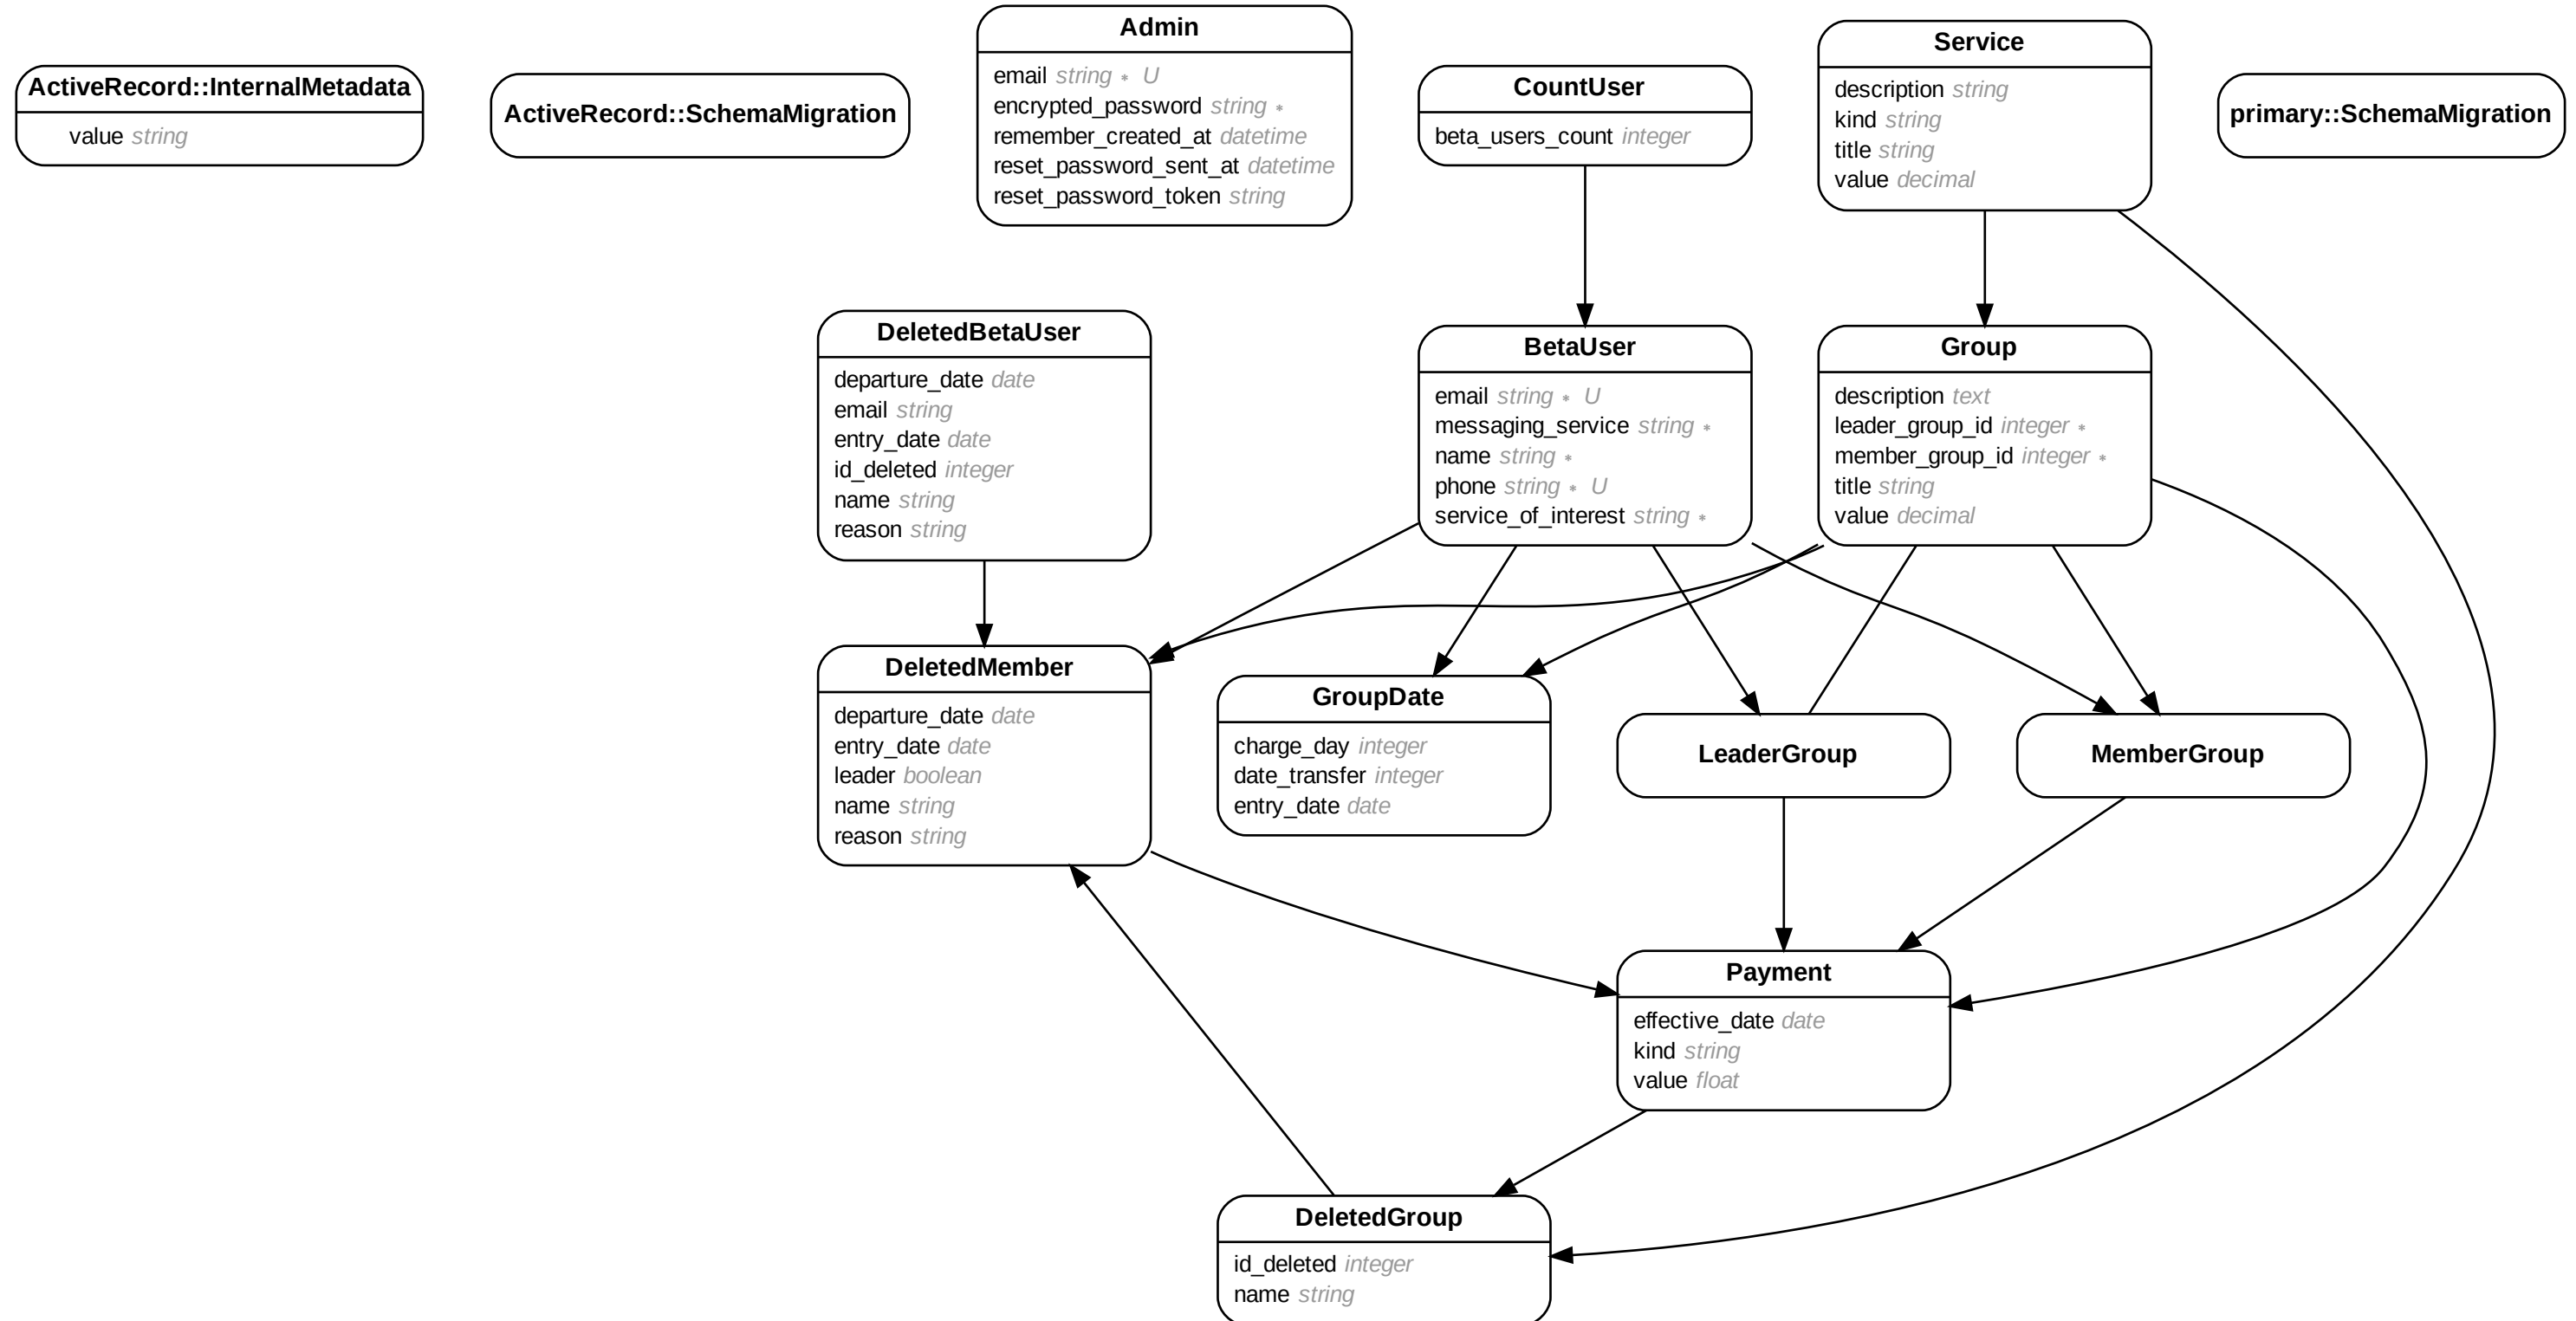 ActiveRecord::InternalMetadata
value string
ActiveRecord::SchemaMigration
Admin
email string * U
encrypted_password string *
remember_created_at datetime
reset_password_sent_at datetime
reset_password_token string
CountUser
beta_users_count integer
Service
description string
kind string
title string
value decimal
primary::SchemaMigration
DeletedBetaUser
departure_date date
email string
entry_date date
id_deleted integer
name string
reason string
BetaUser
email string * U
messaging_service string *
name string *
phone string * U
service_of_interest string *
Group
description text
leader_group_id integer *
member_group_id integer *
title string
value decimal
DeletedMember
departure_date date
entry_date date
leader boolean
name string
reason string
GroupDate
charge_day integer
date_transfer integer
entry_date date
LeaderGroup
MemberGroup
Payment
effective_date date
kind string
value float
DeletedGroup
id_deleted integer
name string